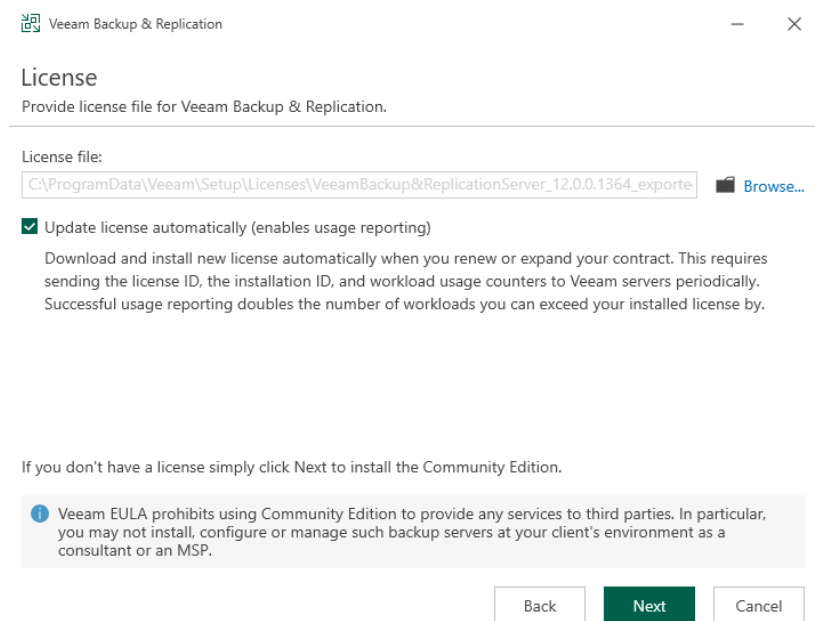 Veeam Backup & Replication
License
Provide license file for Veeam Backup & Replication.
License file:
C:\ProgramData\Veeam\Setup\Licenses\VeeamBackup&ReplicationServer_12.0.0.1364_exporte
Browse...
Update license automatically (enables usage reporting)
Download and install new license automatically when you renew or expand your contract. This requires
sending the license ID, the installation ID, and workload usage counters to Veeam servers periodically.
Successful usage reporting doubles the number of workloads you can exceed your installed license by.
If you don't have a license simply click Next to install the Community Edition.
Veeam EULA prohibits using Community Edition to provide any services to third parties. In particular,
you may not install, configure or manage such backup servers at your client's environment as a
consultant or an MSP.
Back
Next
Cancel